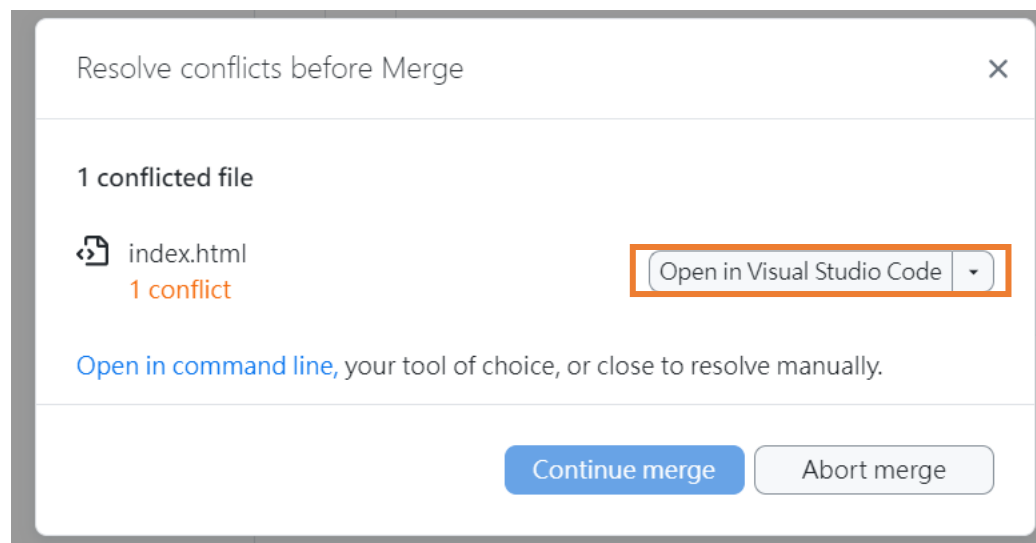 Resolve conflicts before Merge
1 conflicted file
index.html
1 conflict
Open in Visual Studio Code
Open in command line, your tool of choice, or close to resolve manually.
Continue merge
Abort merge